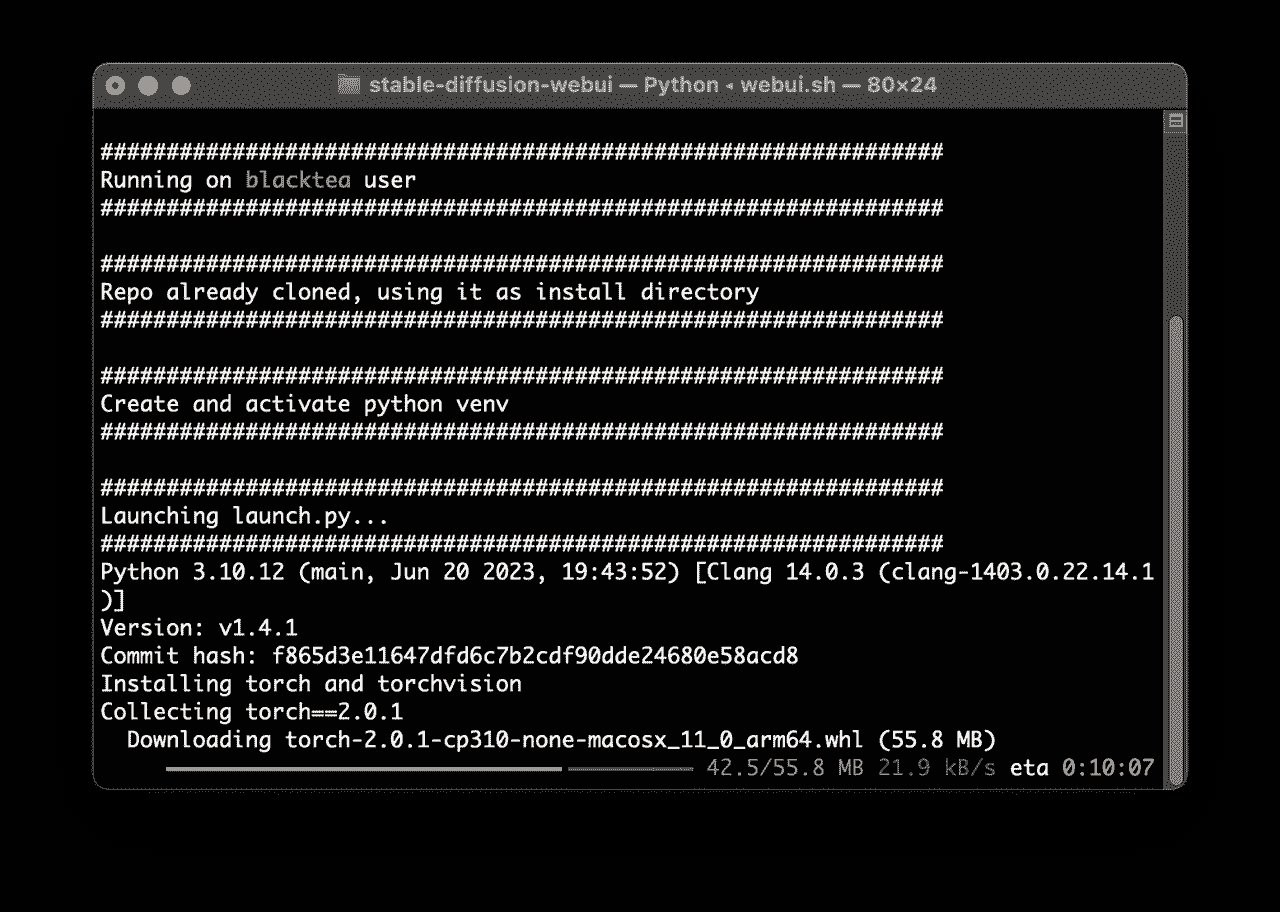 stable-diffusion-webui — Python ◂ webui.sh — 80×24
################################################################
Running on blacktea user
################################################################
################################################################
Repo already cloned, using it as install directory
################################################################
################################################################
Create and activate python venv
################################################################
################################################################
Launching launch.py...
################################################################
Python 3.10.12 (main, Jun 20 2023, 19:43:52) [Clang 14.0.3 (clang-1403.0.22.14.1
)]
Version: v1.4.1
Commit hash: f865d3e11647dfd6c7b2cdf90dde24680e58acd8
Installing torch and torchvision
Collecting torch==2.0.1
  Downloading torch-2.0.1-cp310-none-macosx_11_0_arm64.whl (55.8 MB)
42.5/55.8 MB 21.9 kB/s eta 0:10:07